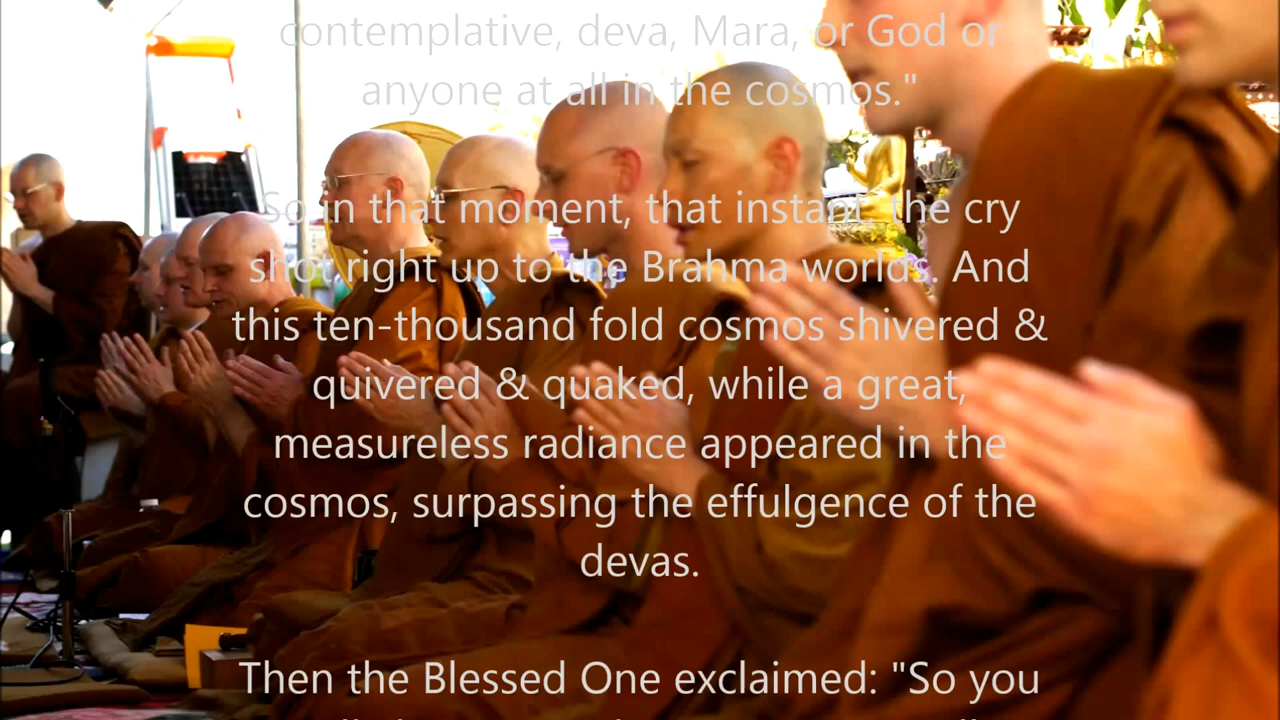 contemplative, deva, Mara, or God or
anyone at all in the cosmos."
So in that moment, that instant, the cry
shot right up to the Brahma worlds. And
this ten-thousand fold cosmos shivered &
quivered & quaked, while a great,
measureless radiance appeared in the
cosmos, surpassing the effulgence of the
devas.
Then the Blessed One exclaimed: "So you